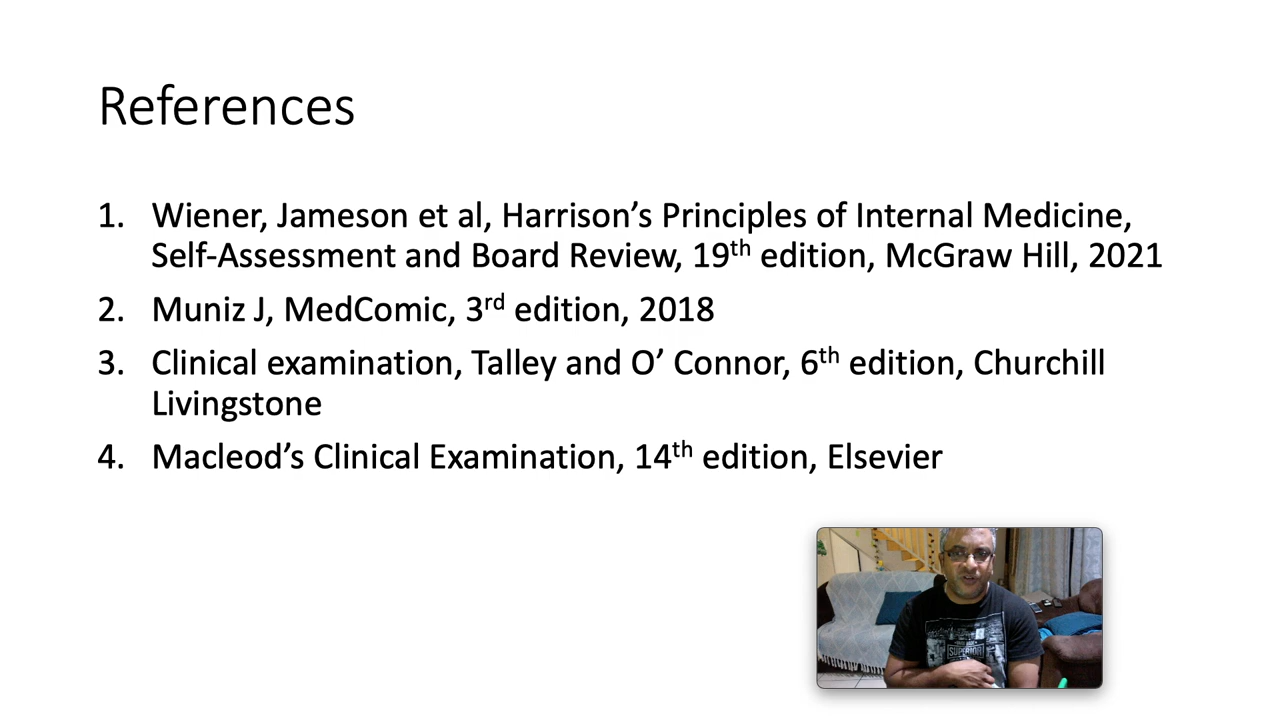 References
1. Wiener, Jameson et al, Harrison’s Principles of Internal Medicine,
Self-Assessment and Board Review, 19th edition, McGraw Hill, 2021
2. Muniz J, MedComic, 3rd edition, 2018
3. Clinical examination, Talley and O’ Connor, 6th edition, Churchill
Livingstone
4. Macleod’s Clinical Examination, 14th edition, Elsevier
SUPERIOR